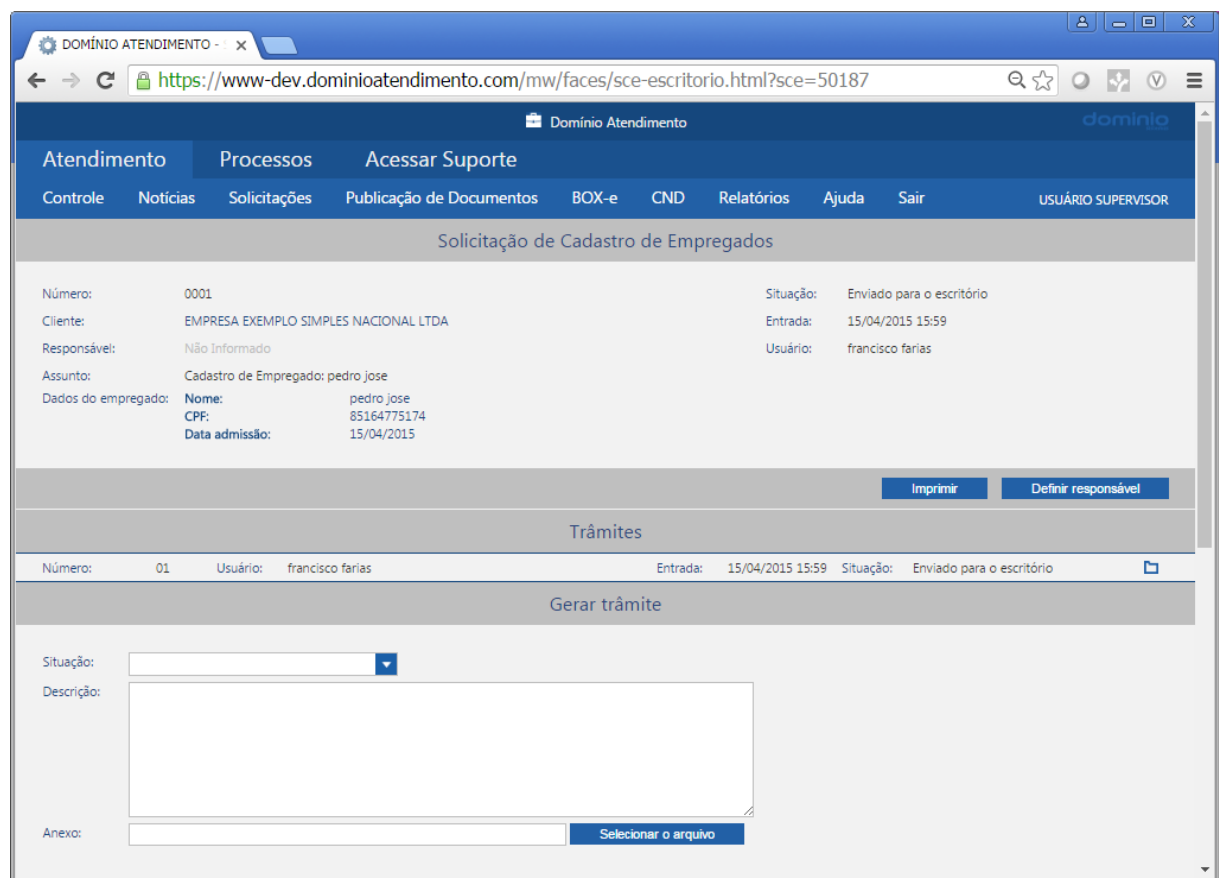 DOMÍNIO ATENDIMENTO - :
https://www-dev.dominioatendimento.com/mw/faces/sce-escritorio.html?sce=50187
Domínio Atendimento
domínio
Atendimento Processos Acessar Suporte
Controle Notícias Solicitações Publicação de Documentos BOX-e CND Relatórios Ajuda Sair USUÁRIO SUPERVISOR
Solicitação de Cadastro de Empregados
Número: 0001 Situação: Enviado para o escritório
Cliente: EMPRESA EXEMPLO SIMPLES NACIONAL LTDA Entrada: 15/04/2015 15:59
Responsável: Não Informado Usuário: francisco farias
Assunto: Cadastro de Empregado: pedro jose
Dados do empregado: Nome: pedro jose
CPF: 85164775174
Data admissão: 15/04/2015
Imprimir Definir responsável
Trâmites
Número: 01 Usuário: francisco farias Entrada: 15/04/2015 15:59 Situação: Enviado para o escritório
Gerar trâmite
Situação:
Descrição:
Anexo: Selecionar o arquivo